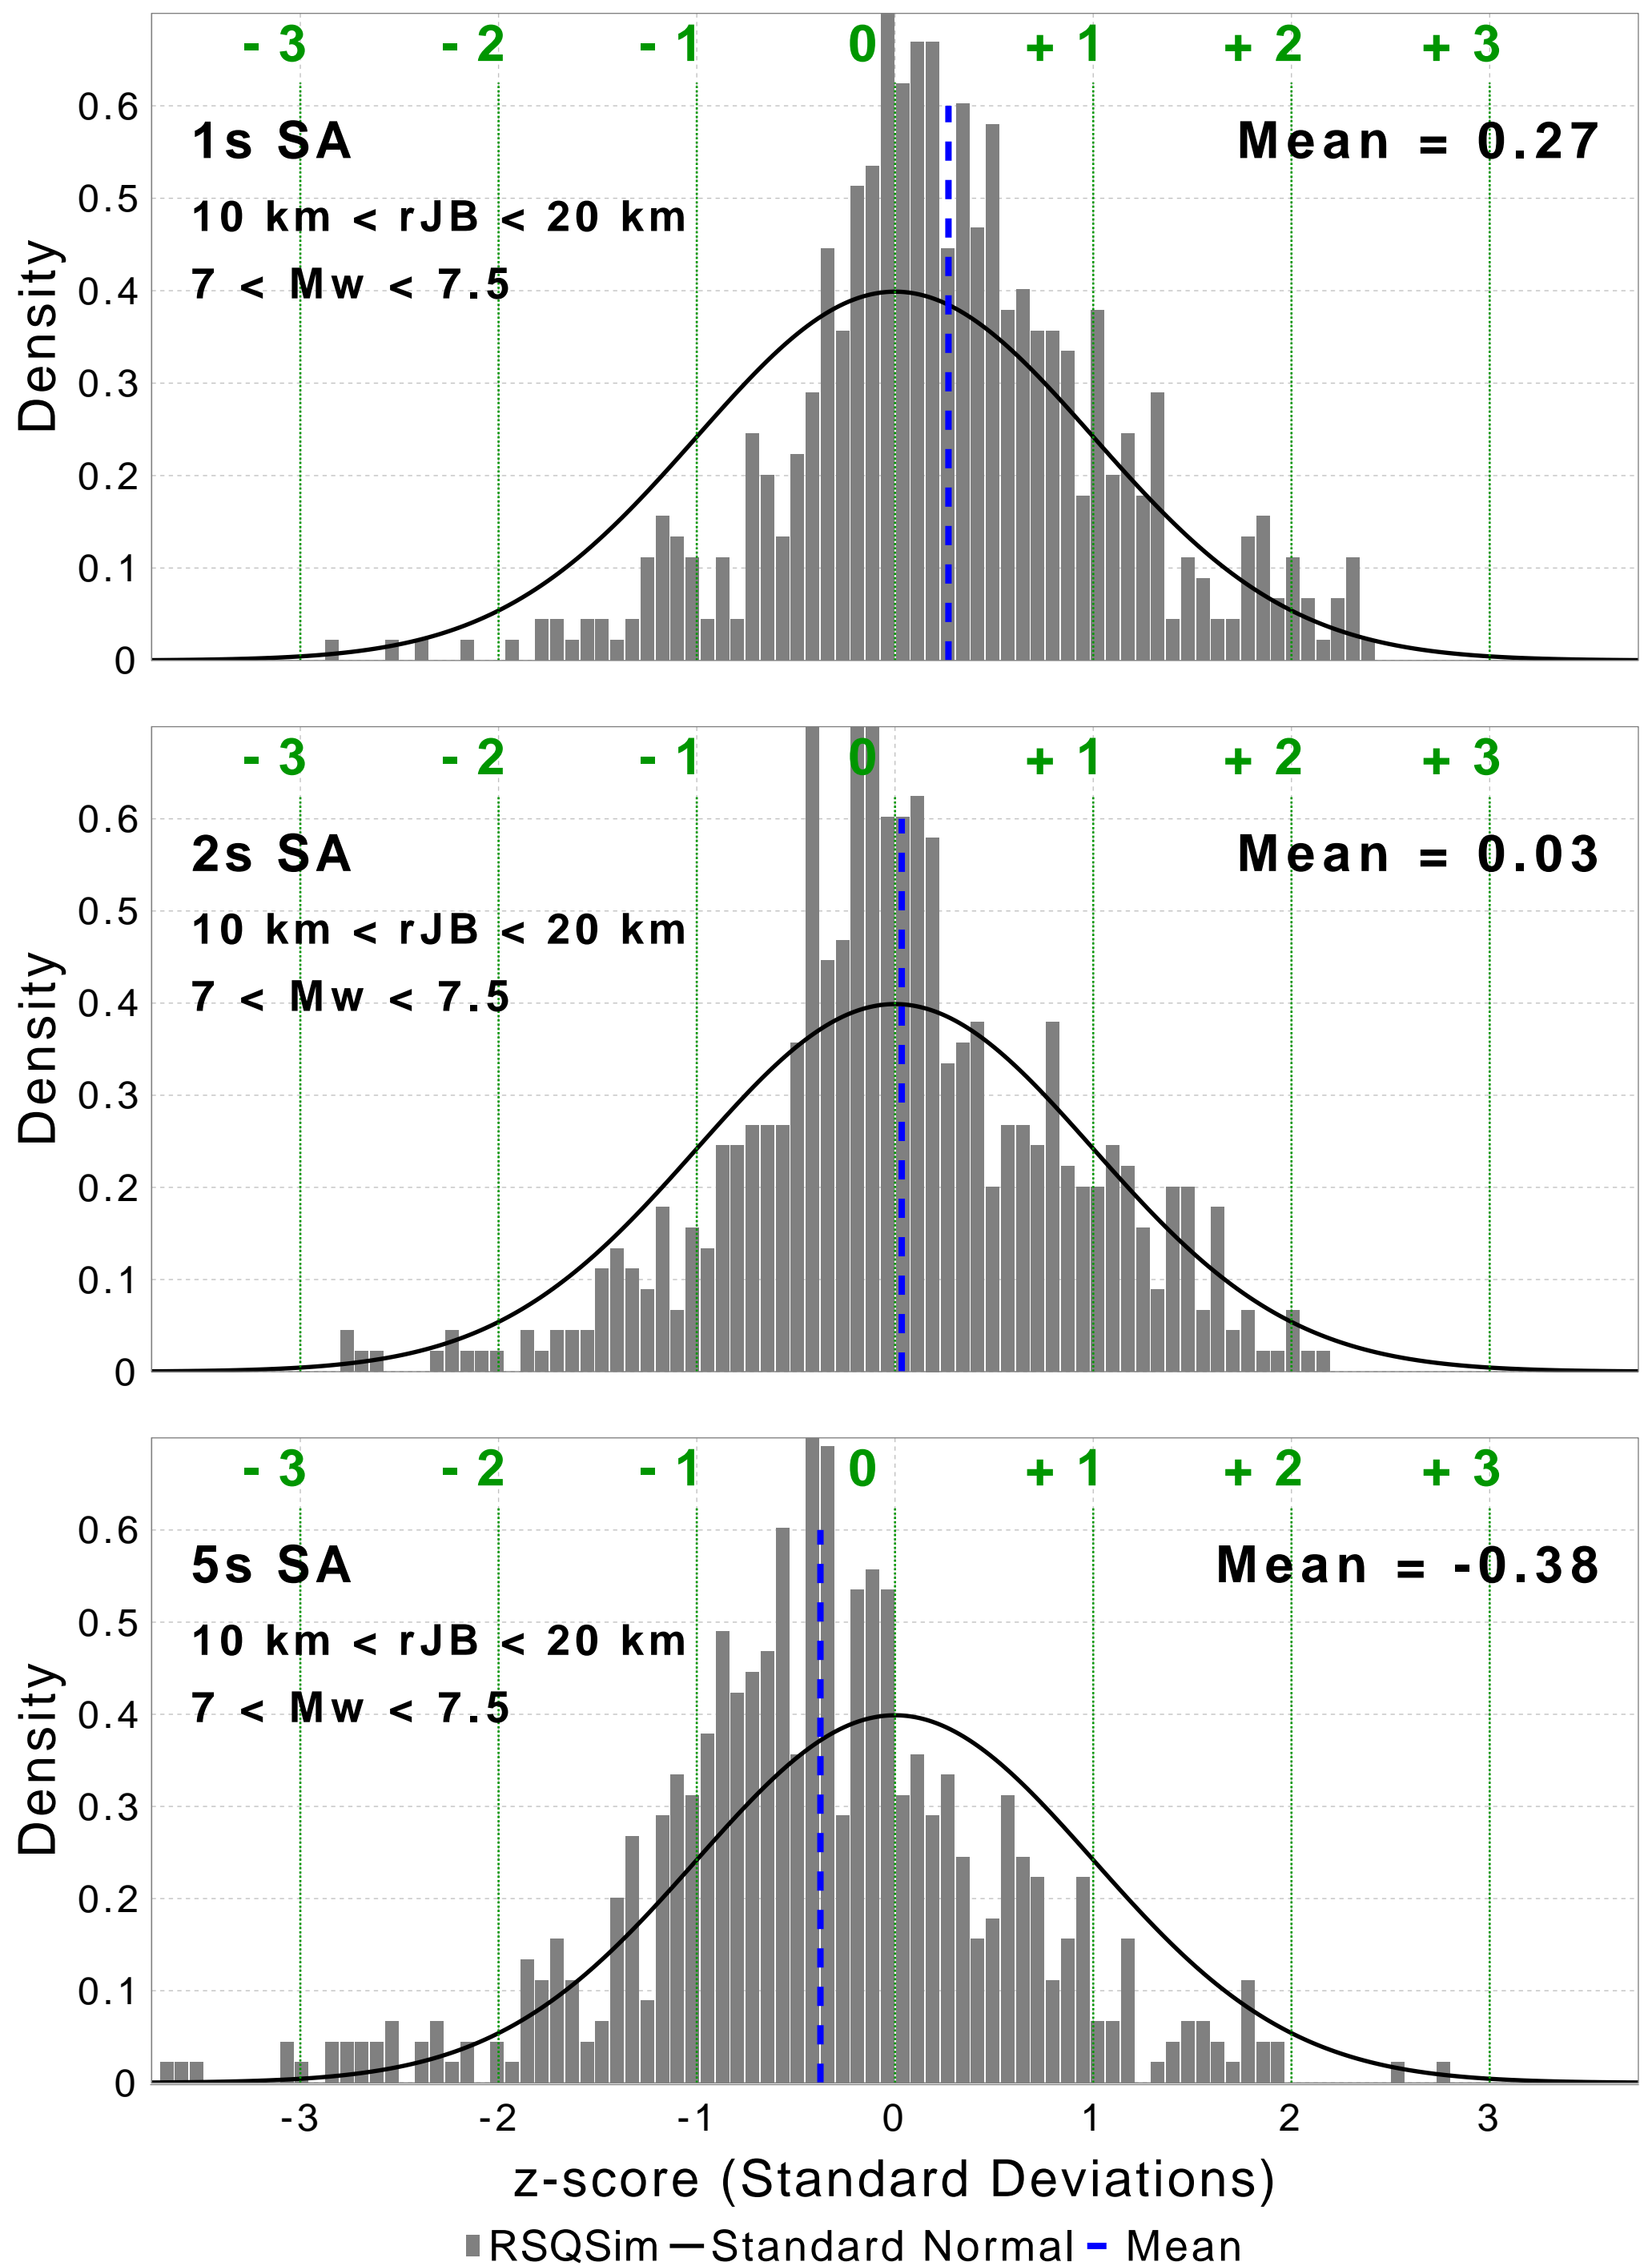 - 3 - 2 - 1 0 + 1 + 2 + 3
0.6
0.5
0.4
0.3
0.2
0.1
0
Density
1s SA
10 km < rJB < 20 km
7 < Mw < 7.5
Mean = 0.27
- 3 - 2 - 1 0 + 1 + 2 + 3
0.6
0.5
0.4
0.3
0.2
0.1
0
Density
2s SA
10 km < rJB < 20 km
7 < Mw < 7.5
Mean = 0.03
- 3 - 2 - 1 0 + 1 + 2 + 3
0.6
0.5
0.4
0.3
0.2
0.1
0
Density
5s SA
10 km < rJB < 20 km
7 < Mw < 7.5
Mean = -0.38
-3 -2 -1 0 1 2 3
z-score (Standard Deviations)
RSQSim Standard Normal Mean